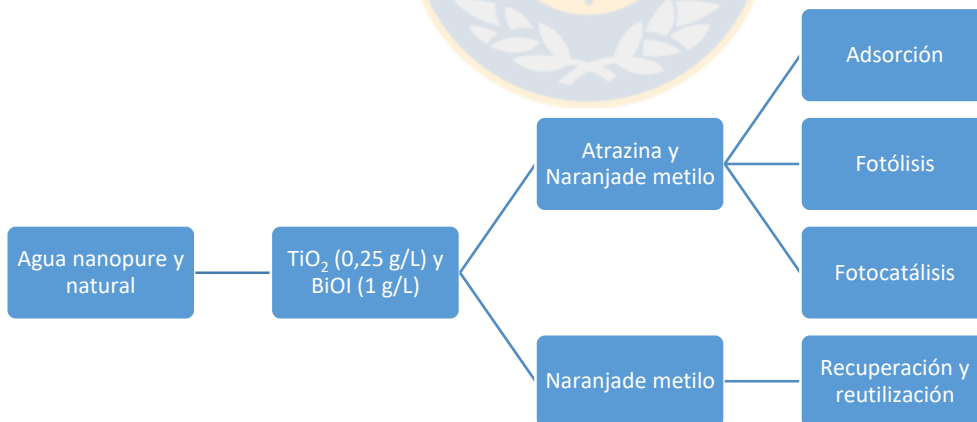 Adsorción
Atrazina y
Naranjade metilo
Fotólisis
Agua nanopure y
natural
TiO₂ (0,25 g/L) y
BiOI (1 g/L)
Fotocatálisis
Naranjade metilo
Recuperación y
reutilización